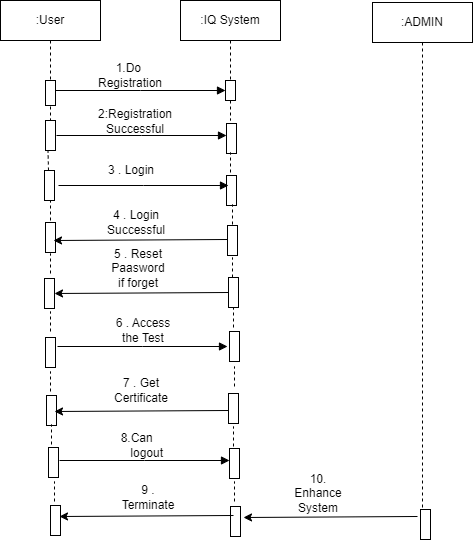 :User
:IQ System
:ADMIN
1.Do
Registration
2:Registration
Successful
3 . Login
4 . Login
Successful
5 . Reset
Paasword
if forget
6 . Access
the Test
7 . Get
Certificate
8.Can
logout
9 .
Terminate
10.
Enhance
System